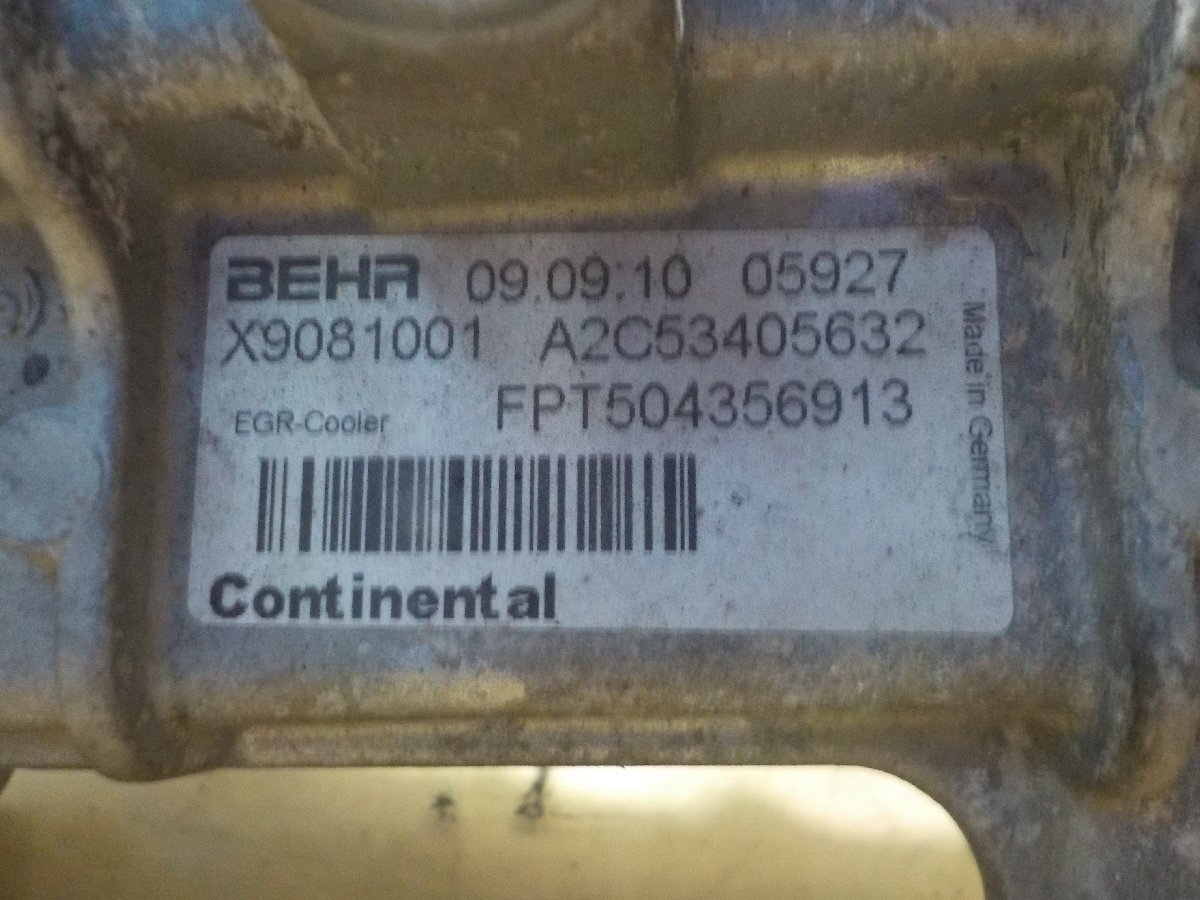 BEHR 09.09.10 05927
X9081001 A2C53405632
FPT504356913
EGR-Cooler
Continental
Made in Germany